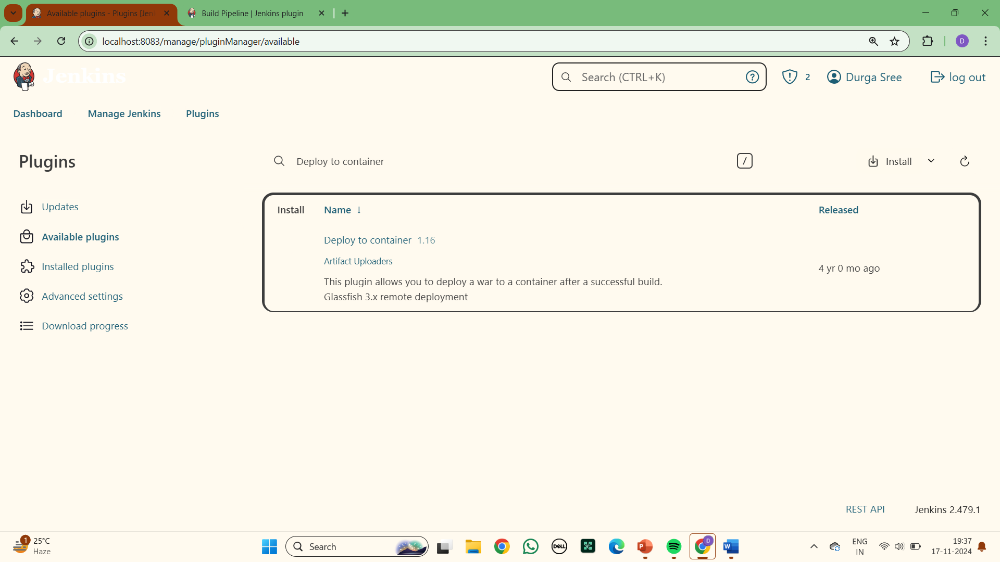 Available plugins - Plugins [Jen
Build Pipeline | Jenkins plugin
localhost:8083/manage/pluginManager/available
D
Jenkins
Search (CTRL+K)
?
2
Durga Sree
log out
Dashboard
Manage Jenkins
Plugins
Plugins
Deploy to container
/
Install
Updates
Available plugins
Installed plugins
Advanced settings
Download progress
Install
Name ↓
Released
Deploy to container 1.16
Artifact Uploaders
This plugin allows you to deploy a war to a container after a successful build.
Glassfish 3.x remote deployment
4 yr 0 mo ago
REST API
Jenkins 2.479.1
1
25°C
Haze
Search
DELL
P
D
W
ENG
IN
19:37
17-11-2024